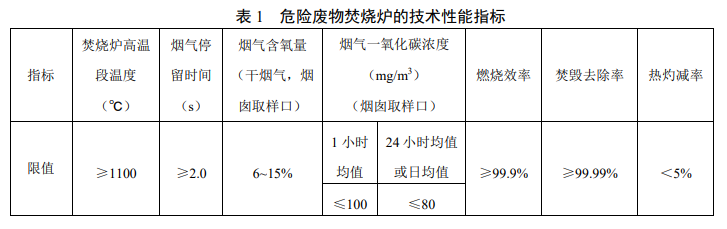 表 1 危险废物焚烧炉的技术性能指标
指标
焚烧炉高温
段温度
（℃）
烟气停
留时间
（s）
烟气含氧量
（干烟气，烟
囱取样口）
烟气一氧化碳浓度
（mg/m³）
（烟囱取样口）
燃烧效率
焚毁去除率
热灼减率
限值
≥1100
≥2.0
6~15%
1 小时
均值
24 小时均值
或日均值
≤100
≤80
≥99.9%
≥99.99%
＜5%